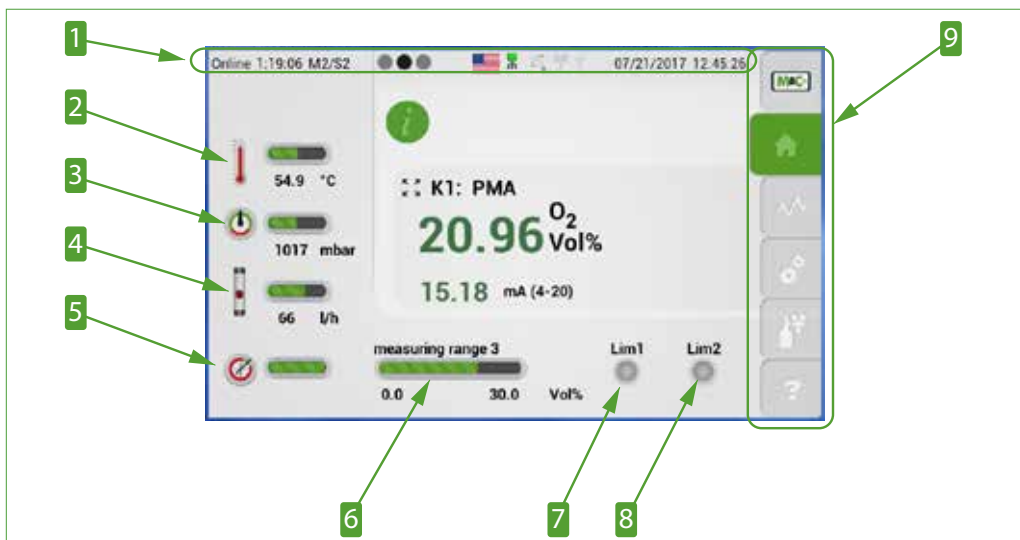 1
9
Online 1:19:06 M2/S2 07/21/2017 12.45.26
M&C
2
54.9 °C
3
1017 mbar
4
66 l/h
5
K1: PMA
20.96 O2 Vol%
15.18 mA (4-20)
measuring range 3
0.0 30.0 Vol%
Lim1 Lim2
?
6
7
8